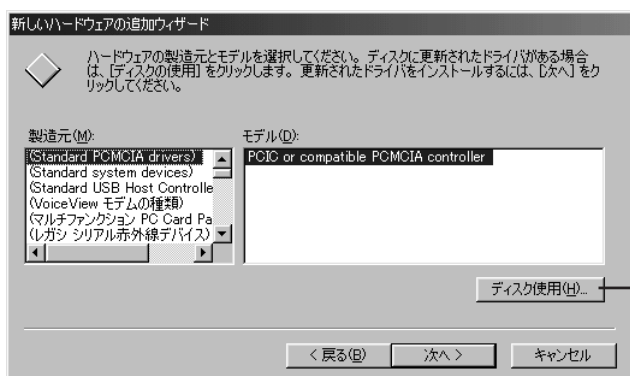 新しいハードウェアの追加ウィザード
ハードウェアの製造元とモデルを選択してください。ディスクに更新されたドライバがある場合
は、[ディスクの使用] をクリックします。更新されたドライバをインストールするには、[次へ] をク
リックしてください。
製造元(M):
モデル(D):
(Standard PCMCIA drivers)
(Standard system devices)
(Standard USB Host Controlle
(VoiceView モデムの種類)
(マルチファンクション PC Card Pa
(レガシ シリアル赤外線デバイス)
PCIC or compatible PCMCIA controller
ディスク使用(H)...
< 戻る(B)
次へ >
キャンセル